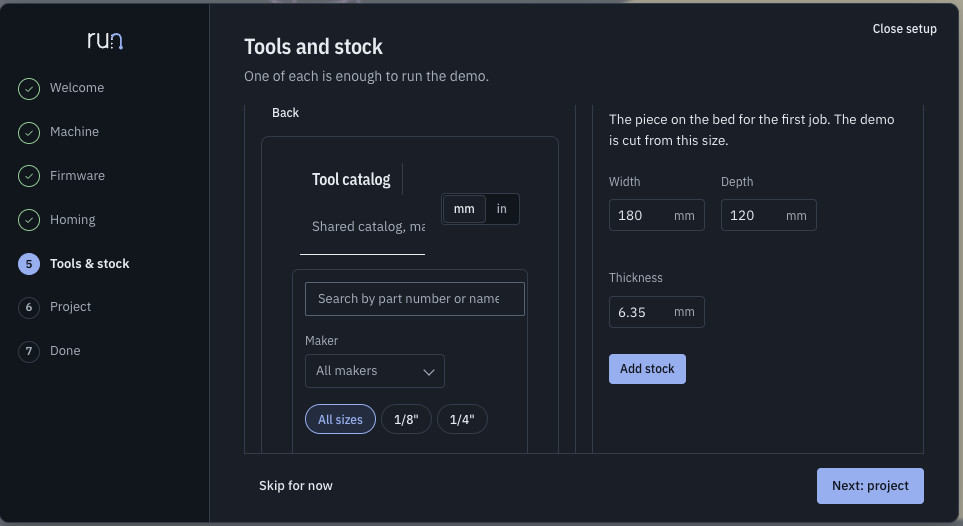 run
Close setup
Tools and stock
One of each is enough to run the demo.
Welcome
Machine
Firmware
Homing
5 Tools & stock
6 Project
7 Done
Back
Tool catalog
mm in
Shared catalog, ma
Search by part number or name
Maker
All makers
All sizes 1/8" 1/4"
The piece on the bed for the first job. The demo
is cut from this size.
Width Depth
180 mm 120 mm
Thickness
6.35 mm
Add stock
Skip for now
Next: project